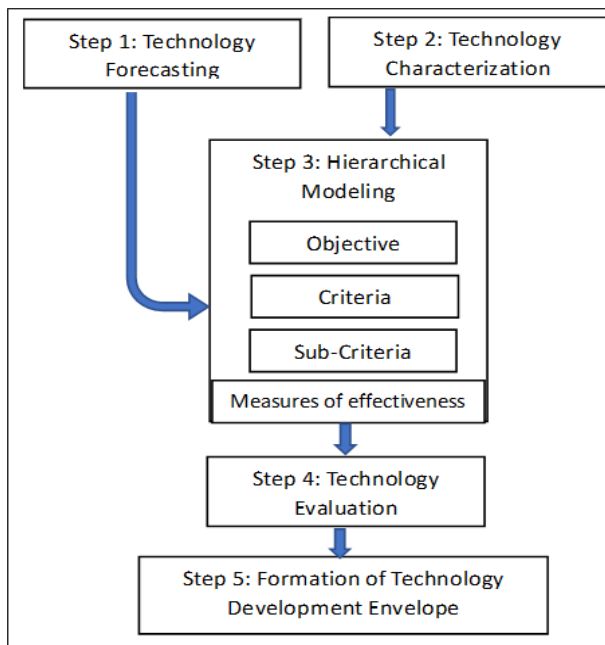 Step 1: Technology
Forecasting
Step 2: Technology
Characterization
Step 3: Hierarchical
Modeling
Objective
Criteria
Sub-Criteria
Measures of effectiveness
Step 4: Technology
Evaluation
Step 5: Formation of Technology
Development Envelope